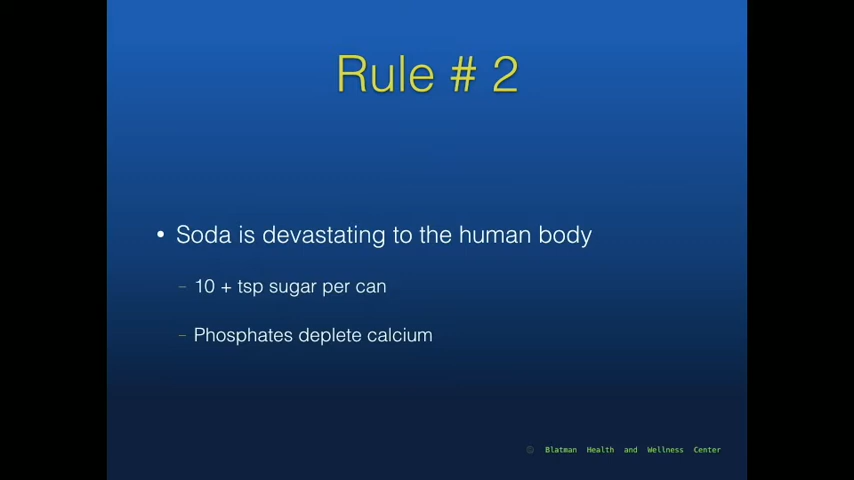 Rule # 2
• Soda is devastating to the human body
– 10 + tsp sugar per can
– Phosphates deplete calcium
Blatman Health and Wellness Center